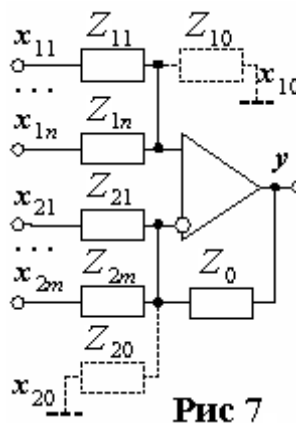 x₁₁ Z₁₁ Z₁₀ x₁₀
. . .
x₁ₙ Z₁ₙ y
x₂₁ Z₂₁
. . .
x₂ₘ Z₂ₘ Z₀
Z₂₀
x₂₀
Рис 7